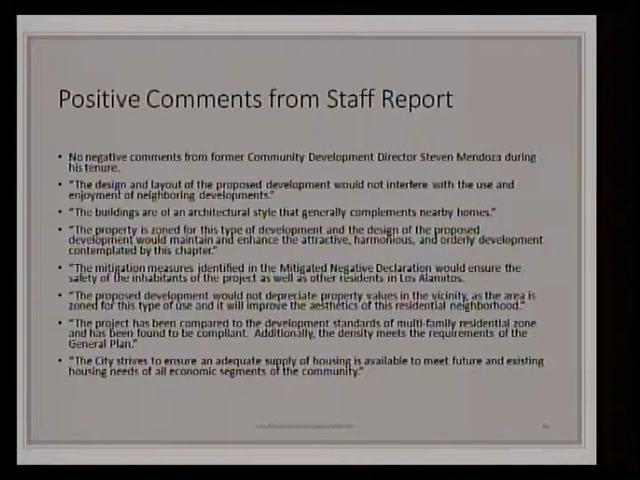 Positive Comments from Staff Report
• No negative comments from former Community Development Director Steven Mendoza during
his tenure.
• "The design and layout of the proposed development would not interfere with the use and
enjoyment of neighboring developments."
• "The buildings are of an architectural style that generally complements nearby homes."
• "The property is zoned for this type of development and the design of the proposed
development would maintain and enhance the attractive, harmonious, and orderly development
contemplated by this chapter."
• "The mitigation measures identified in the Mitigated Negative Declaration would ensure the
safety of the inhabitants of the project as well as other residents in Los Alamitos.
• "The proposed development would not depreciate property values in the vicinity, as the area is
zoned for this type of use and it will improve the aesthetics of this residential neighborhood."
• "The project has been compared to the development standards of multi-family residential zone
and has been found to be compliant. Additionally, the density meets the requirements of the
General Plan."
• "The City strives to ensure an adequate supply of housing is available to meet future and existing
housing needs of all economic segments of the community."